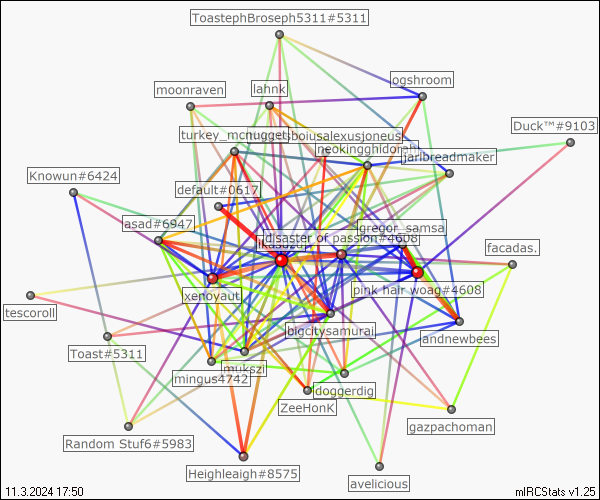 ToastephBroseph5311#5311
ogshroom
moonraven
lahnk
Duck™#9103
turkey_mcnuggets
boiusalexusjoneus
neokingghidorah
jarlbreadmaker
Knowun#6424
default#0617
asad#6947
gregor_samsa
disaster of passion#4608
facadas.
xenoyaut
pink hair woag#4608
tescoroll
bigcitysamurai
andnewbees
Toast#5311
mukszi
mingus4742
doggerdig
ZeeHonK
gazpachoman
Random Stuf6#5983
Heighleaigh#8575
avelicious
11.3.2024 17:50
mIRCStats v1.25